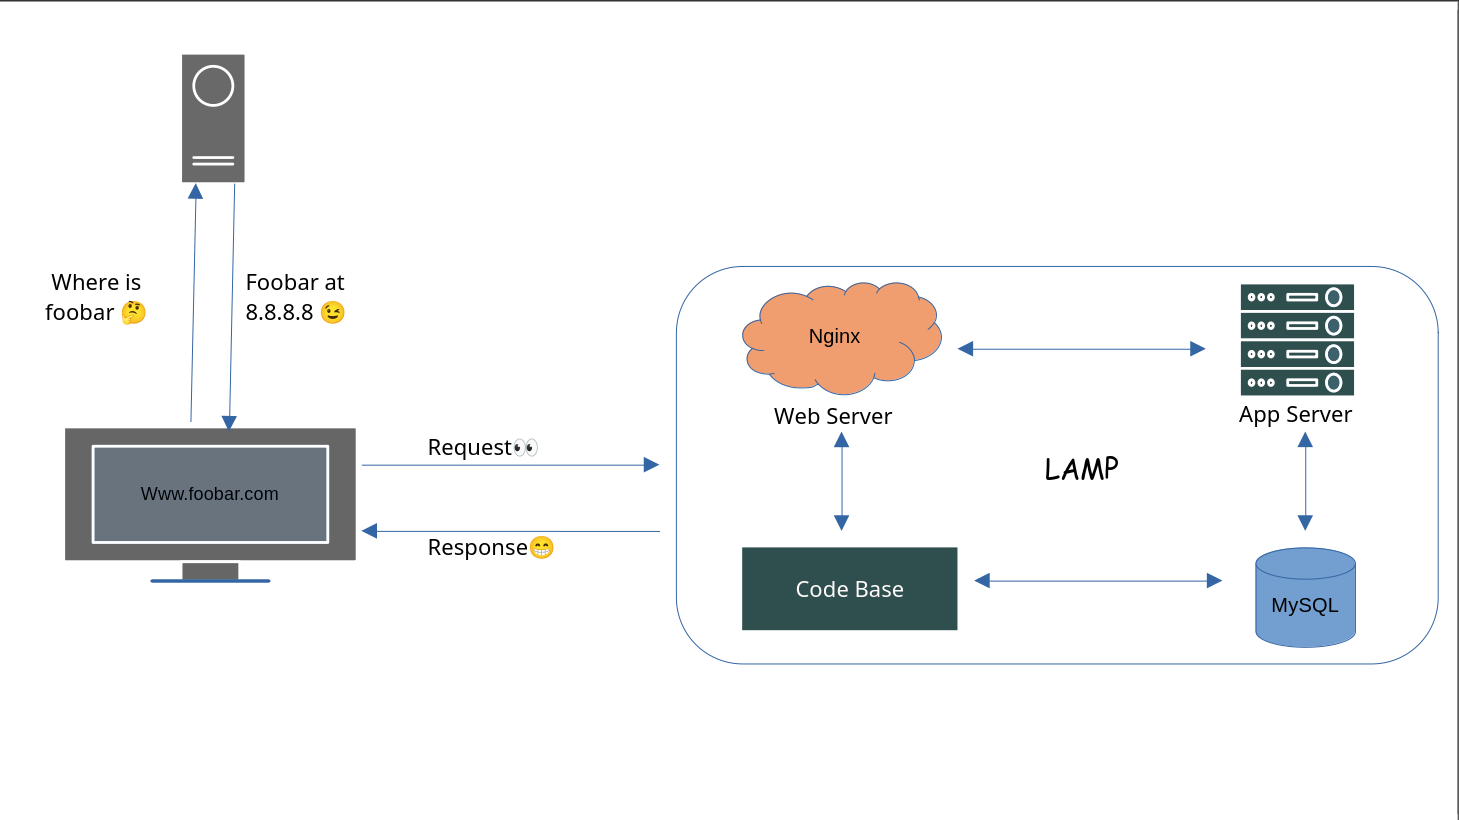 Where is
foobar 🤔
Foobar at
8.8.8.8 😉
Www.foobar.com
Request👀
Response😁
Nginx
Web Server
App Server
LAMP
Code Base
MySQL